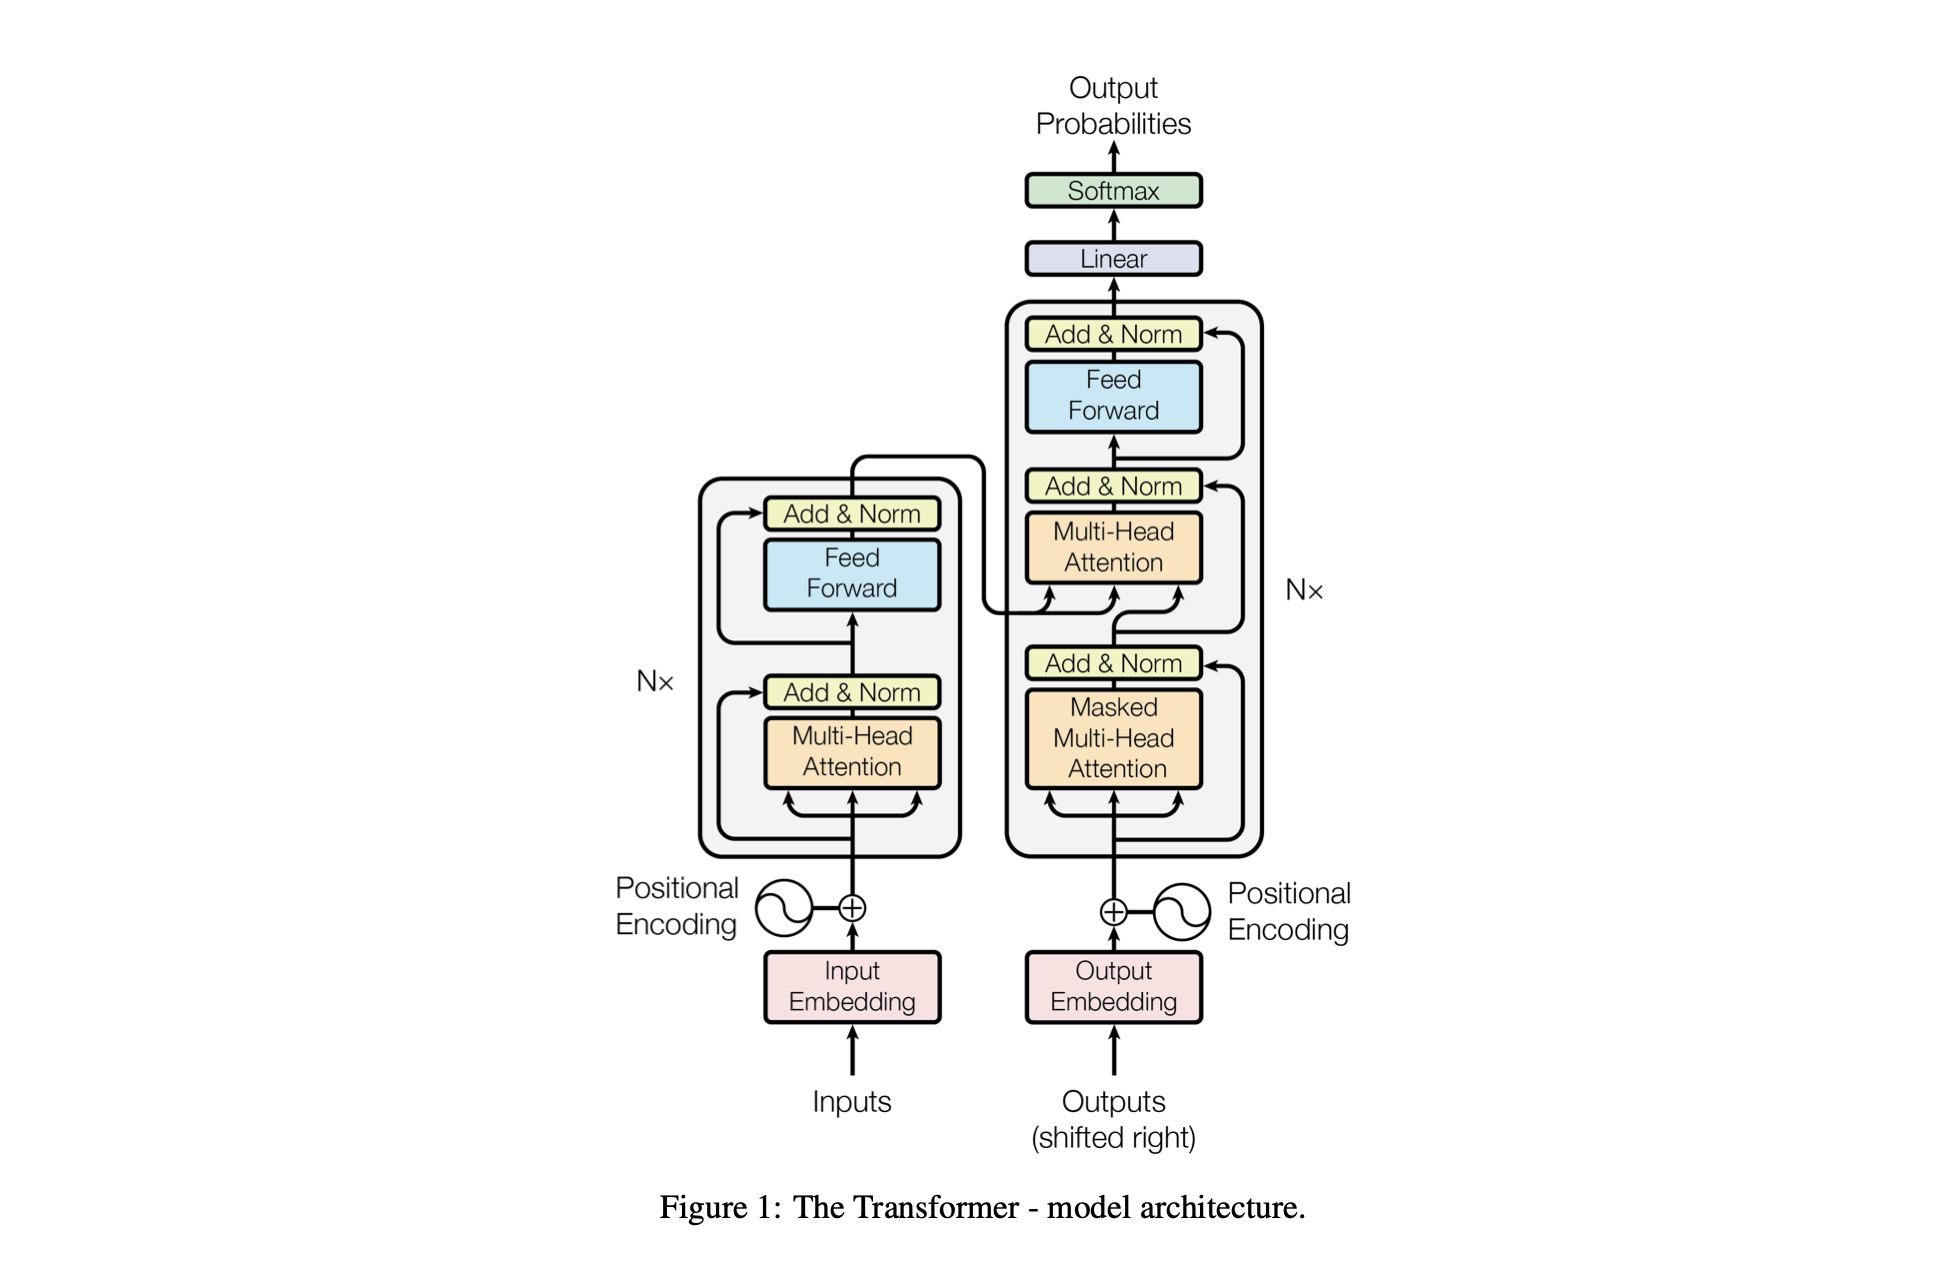 Output
Probabilities
Softmax
Linear
Add & Norm
Feed
Forward
Add & Norm
Multi-Head
Attention
Nx
Add & Norm
Masked
Multi-Head
Attention
Add & Norm
Feed
Forward
Nx
Add & Norm
Multi-Head
Attention
Positional
Encoding
Positional
Encoding
Input
Embedding
Output
Embedding
Inputs
Outputs
(shifted right)
Figure 1: The Transformer - model architecture.